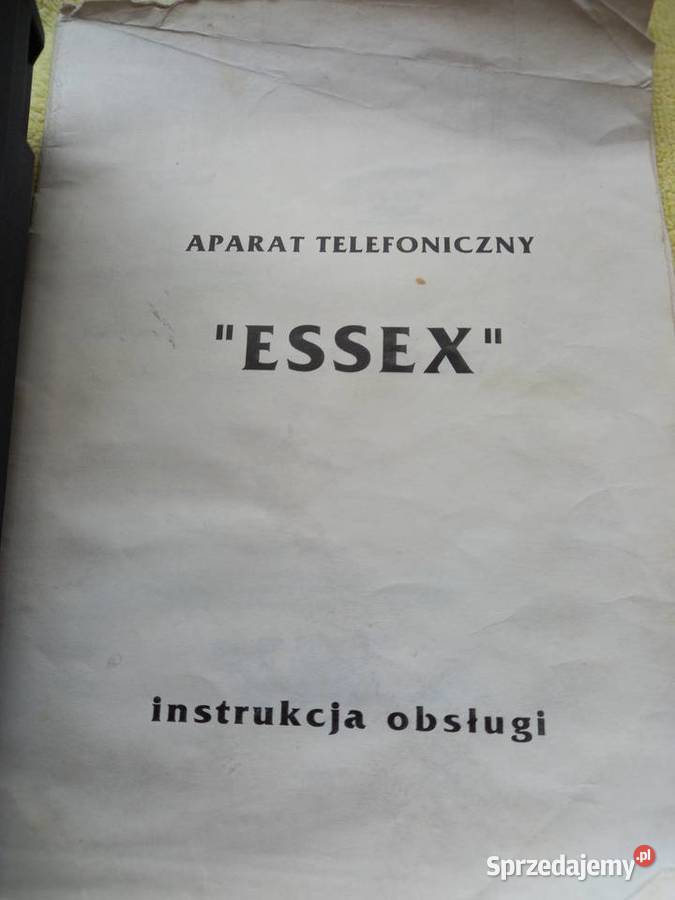 APARAT TELEFONICZNY
"ESSEX"
instrukcja obsługi
Sprzedajemy.pl